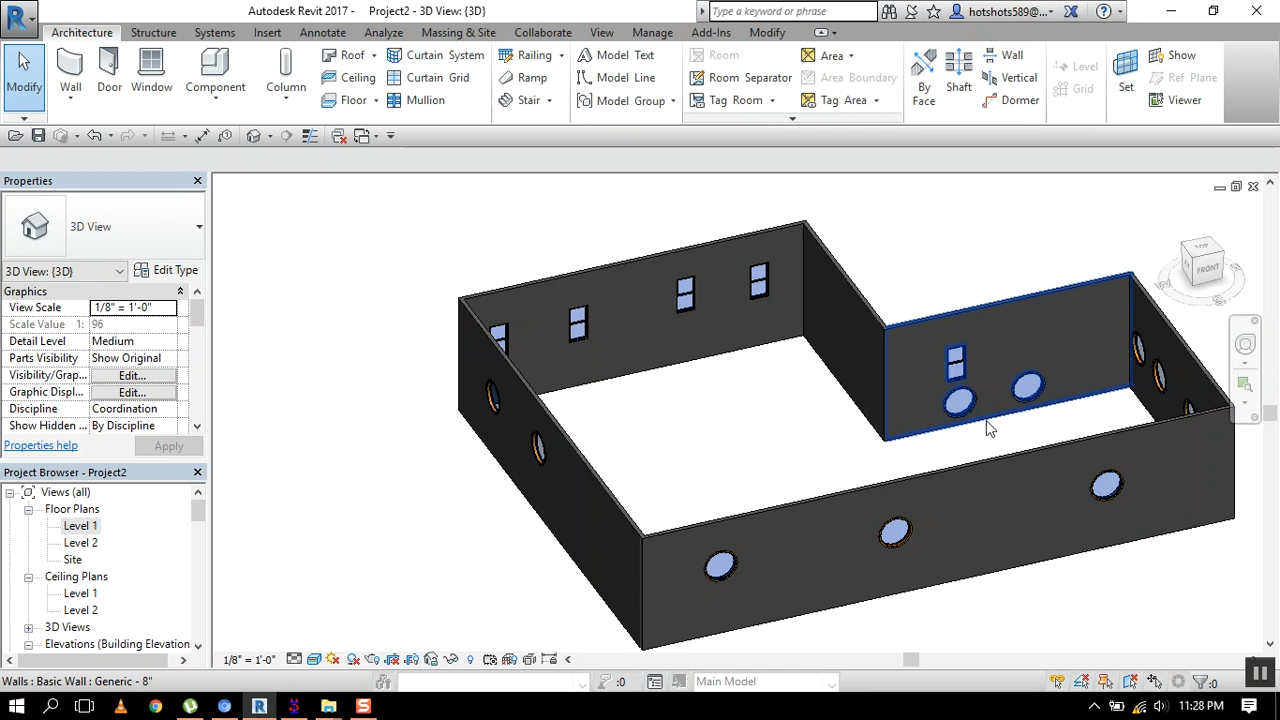 Autodesk Revit 2017 - Project2 - 3D View: {3D}
Type a keyword or phrase
hotshots589@g...
Architecture Structure Systems Insert Annotate Analyze Massing & Site Collaborate View Manage Add-Ins Modify
Modify
Wall
Door
Window
Component
Column
Roof
Ceiling
Floor
Curtain System
Curtain Grid
Mullion
Railing
Ramp
Stair
Model Text
Model Line
Model Group
Room
Room Separator
Tag Room
Area
Area Boundary
Tag Area
By Face
Shaft
Wall
Vertical
Dormer
Level
Grid
Set
Show
Ref Plane
Viewer
Properties
3D View
3D View: {3D} Edit Type
Graphics
View Scale 1/8" = 1'-0"
Scale Value 1: 96
Detail Level Medium
Parts Visibility Show Original
Visibility/Grap... Edit...
Graphic Displ... Edit...
Discipline Coordination
Show Hidden ... By Discipline
Properties help Apply
Project Browser - Project2
Views (all)
Floor Plans
Level 1
Level 2
Site
Ceiling Plans
Level 1
Level 2
3D Views
Elevations (Building Elevation
TOP
FRONT
1/8" = 1'-0"
Walls : Basic Wall : Generic - 8"
:0
Main Model
:0
11:28 PM